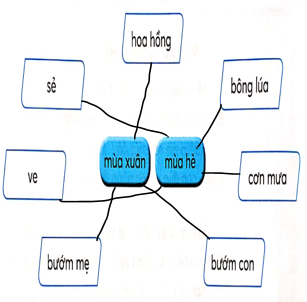 hoa hồng
sẻ
bông lúa
mùa xuân
mùa hè
ve
cơn mưa
bướm mẹ
bướm con